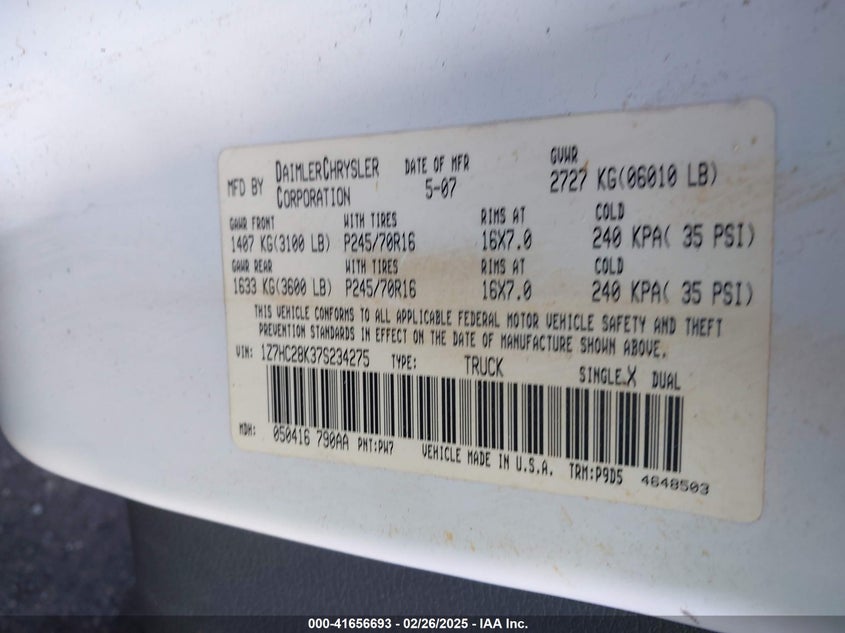 MFD BY DAIMLERCHRYSLER CORPORATION DATE OF MFR 5-07 GVWR 2727 KG(06010 LB)
GAWR FRONT WITH TIRES RIMS AT COLD
1407 KG(3100 LB) P245/70R16 16X7.0 240 KPA( 35 PSI)
GAWR REAR WITH TIRES RIMS AT COLD
1633 KG(3600 LB) P245/70R16 16X7.0 240 KPA( 35 PSI)
THIS VEHICLE CONFORMS TO ALL APPLICABLE FEDERAL MOTOR VEHICLE SAFETY AND THEFT
PREVENTION STANDARDS IN EFFECT ON THE DATE OF MANUFACTURE SHOWN ABOVE.
VIN: 1Z7HC28K37S234275 TYPE: TRUCK SINGLE X DUAL
MDH: 050416 790AA PNT:PW7 VEHICLE MADE IN U.S.A. TRM:P9D5 4648503
000-41656693 - 02/26/2025 - IAA Inc.